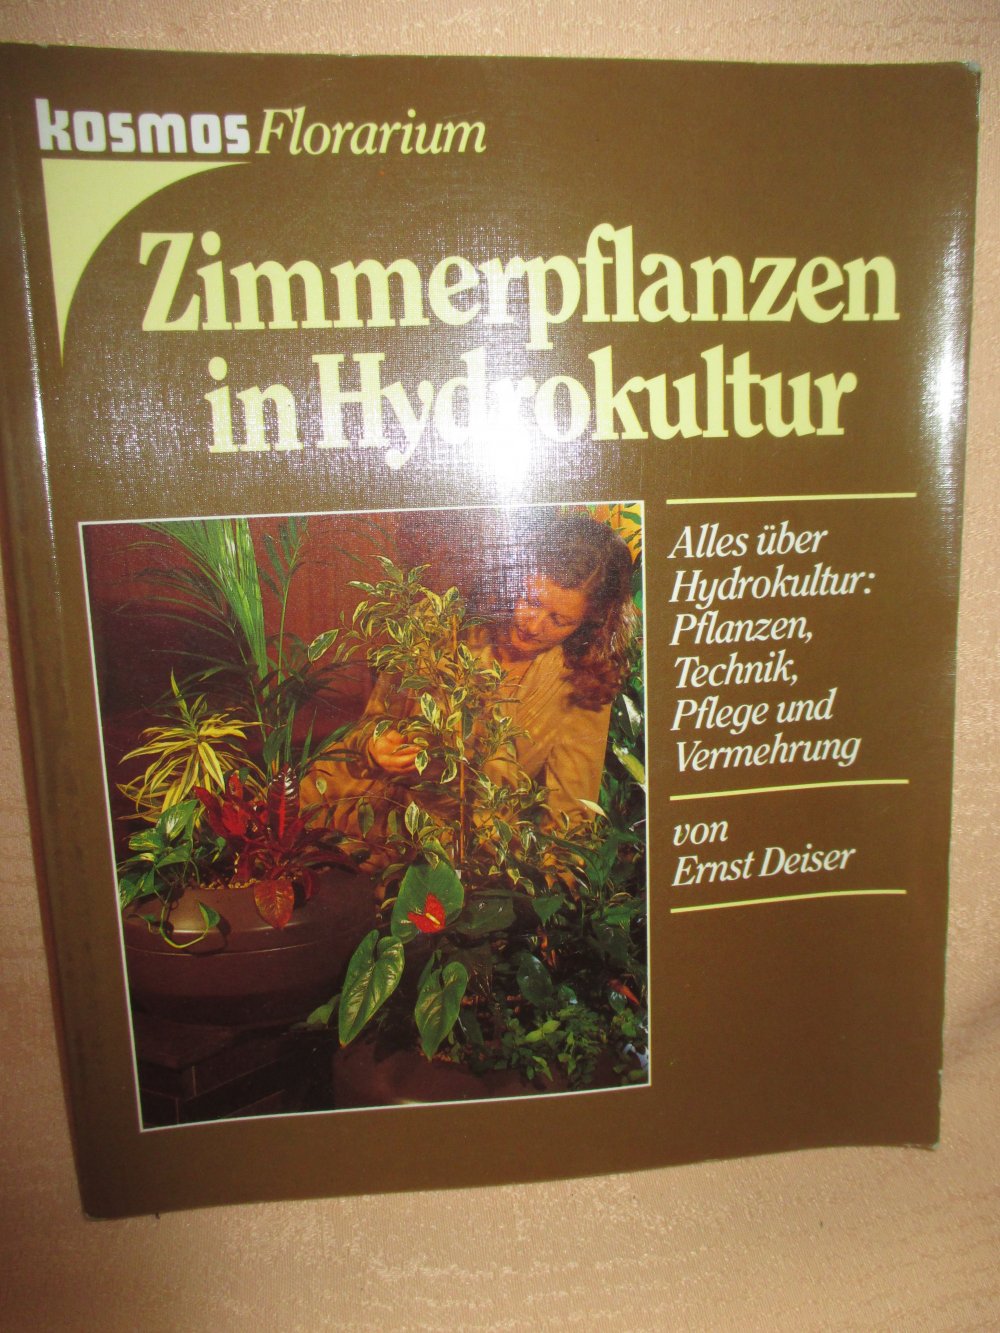 kosmos Florarium
Zimmerpflanzen
in Hydrokultur
Alles über
Hydrokultur:
Pflanzen,
Technik,
Pflege und
Vermehrung
von
Ernst Deiser